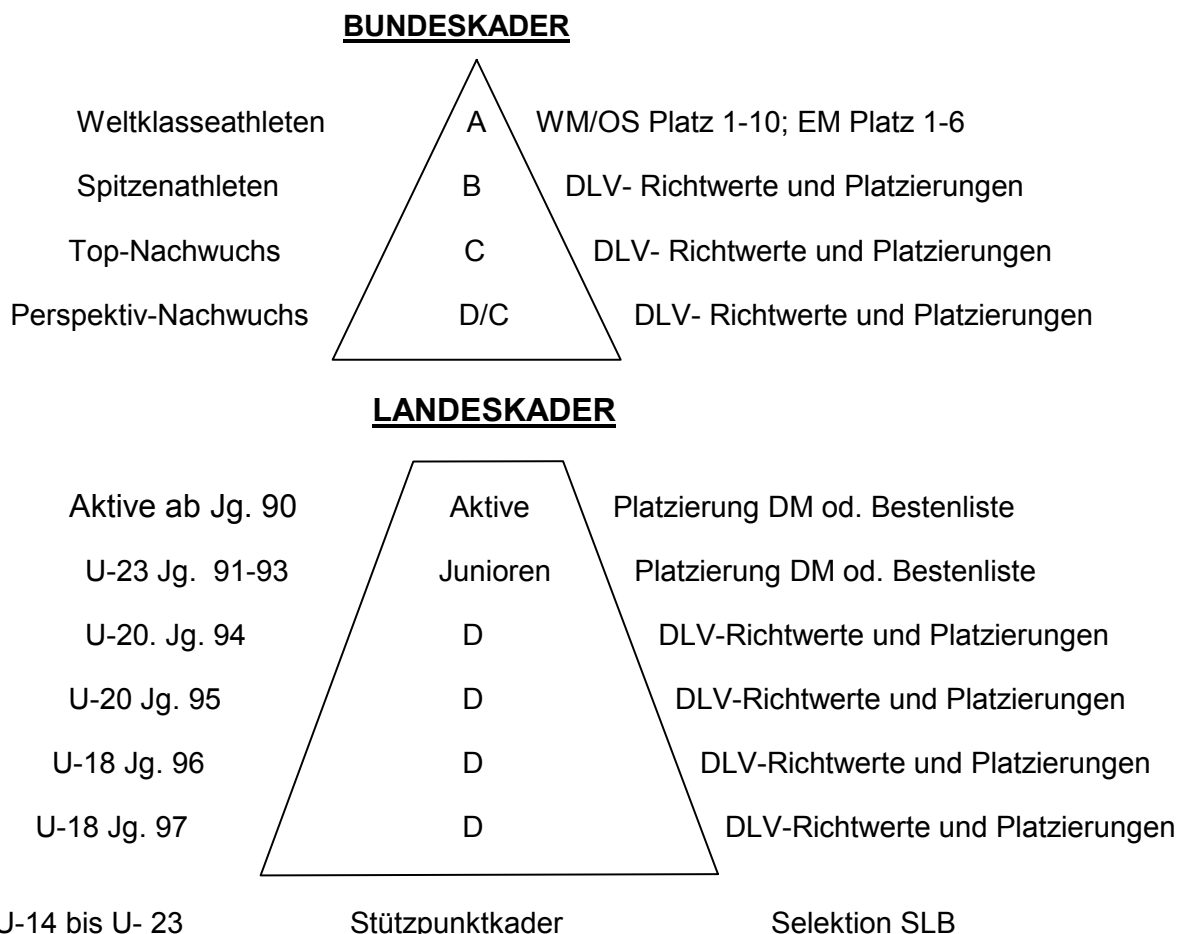 BUNDESKADER
Weltklasseathleten A WM/OS Platz 1-10; EM Platz 1-6
Spitzenathleten B DLV- Richtwerte und Platzierungen
Top-Nachwuchs C DLV- Richtwerte und Platzierungen
Perspektiv-Nachwuchs D/C DLV- Richtwerte und Platzierungen
LANDESKADER
Aktive ab Jg. 90 Aktive Platzierung DM od. Bestenliste
U-23 Jg. 91-93 Junioren Platzierung DM od. Bestenliste
U-20. Jg. 94 D DLV-Richtwerte und Platzierungen
U-20 Jg. 95 D DLV-Richtwerte und Platzierungen
U-18 Jg. 96 D DLV-Richtwerte und Platzierungen
U-18 Jg. 97 D DLV-Richtwerte und Platzierungen
U-14 bis U- 23 Stützpunktkader Selektion SLB